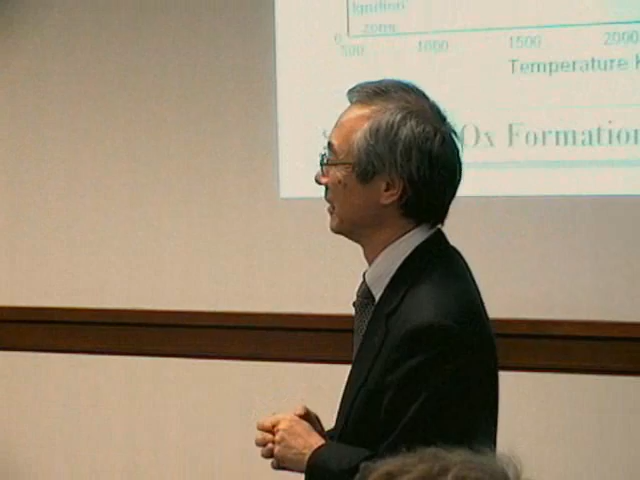 Ignition
zone
0
500 1000 1500 2000
Temperature K
Ox Formation